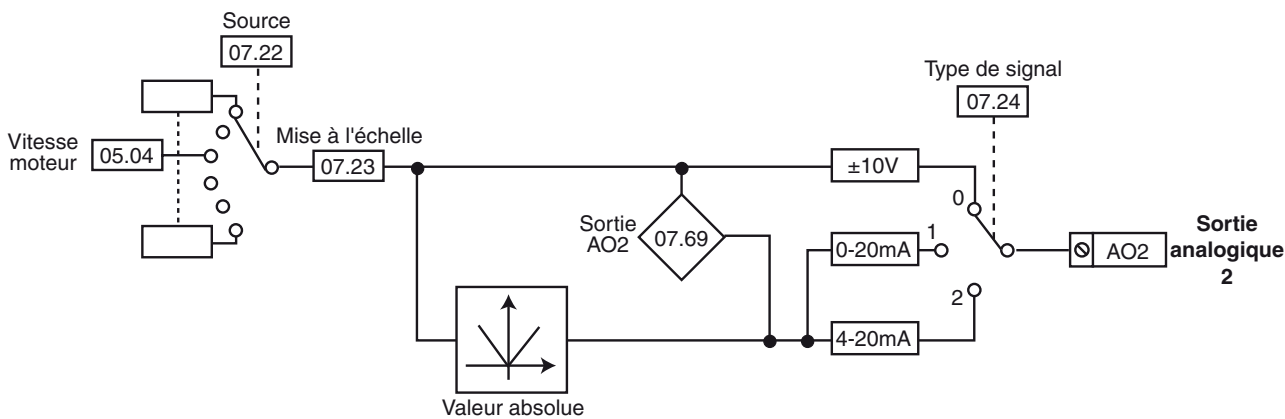 Source
07.22
Vitesse
moteur
05.04
Mise à l'échelle
07.23
Type de signal
07.24
±10V
0
Sortie
AO2
07.69
1
0-20mA
2
4-20mA
AO2
Sortie
analogique
2
Valeur absolue